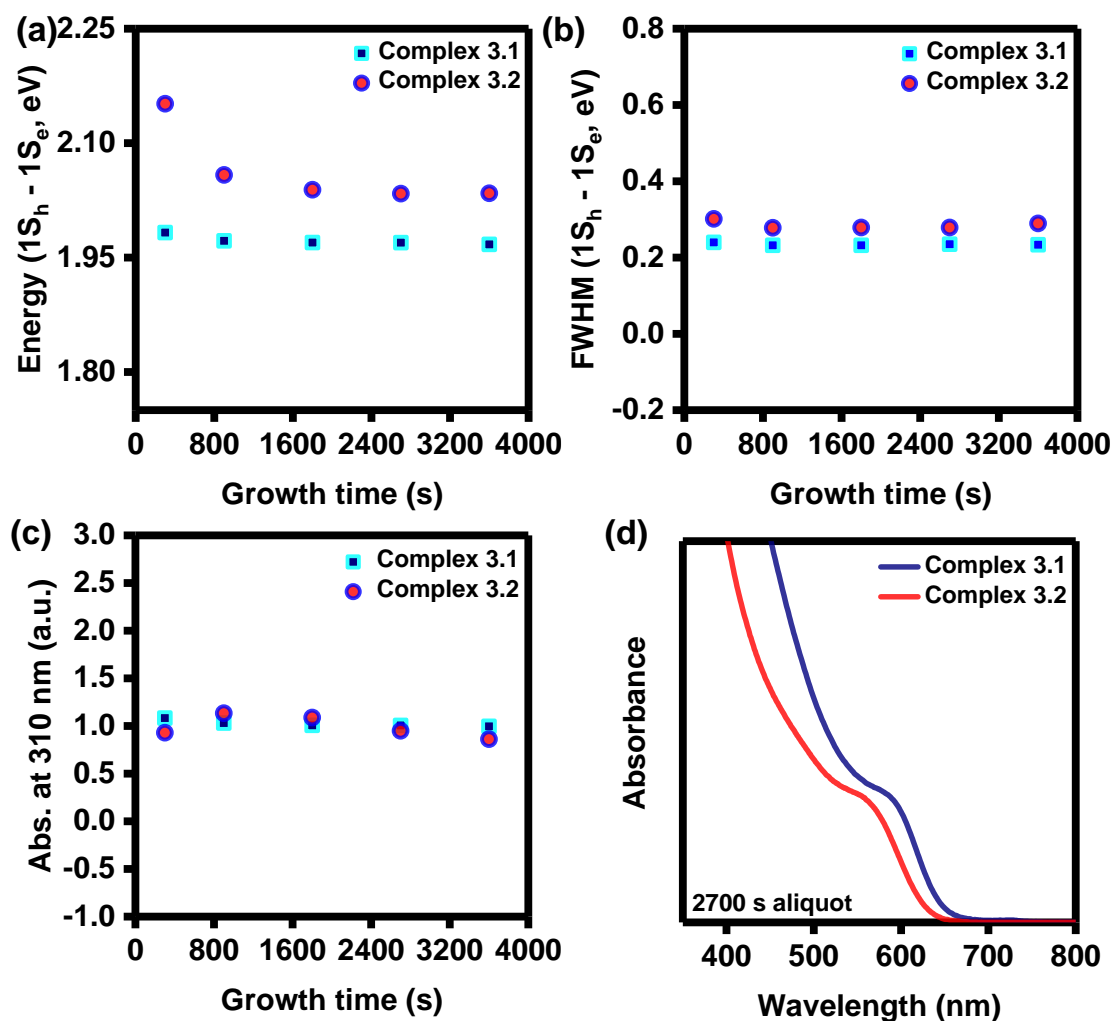 (a)
2.25
2.10
1.95
1.80
Energy (1Sh - 1Se, eV)
Complex 3.1
Complex 3.2
0 800 1600 2400 3200 4000
Growth time (s)
(b)
0.8
0.6
0.4
0.2
0.0
-0.2
FWHM (1Sh - 1Se, eV)
Complex 3.1
Complex 3.2
0 800 1600 2400 3200 4000
Growth time (s)
(c)
3.0
2.5
2.0
1.5
1.0
0.5
0.0
-0.5
-1.0
Abs. at 310 nm (a.u.)
Complex 3.1
Complex 3.2
0 800 1600 2400 3200 4000
Growth time (s)
(d)
Absorbance
Complex 3.1
Complex 3.2
2700 s aliquot
400 500 600 700 800
Wavelength (nm)